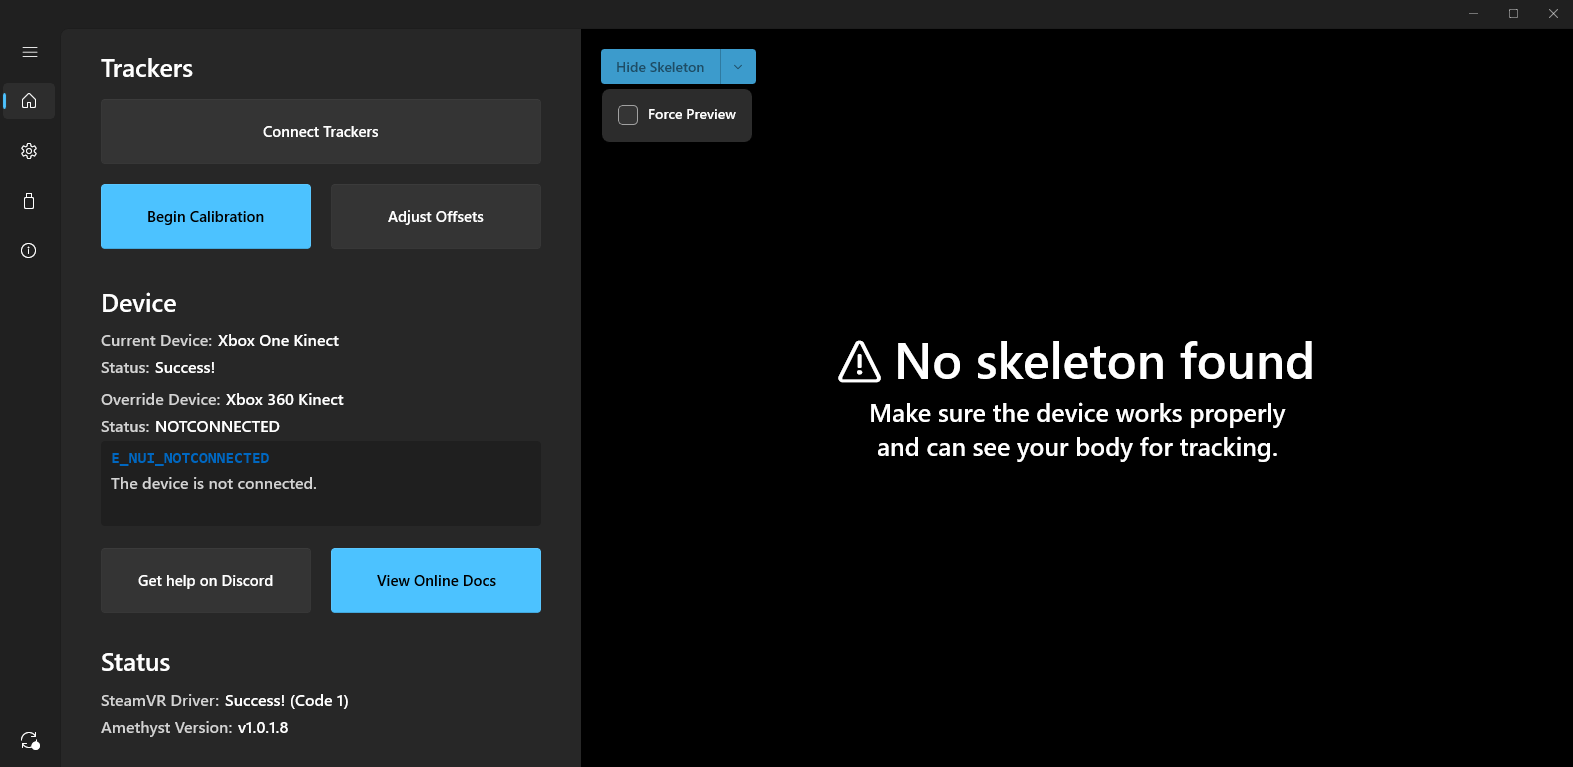 Trackers
Connect Trackers
Begin Calibration
Adjust Offsets
Device
Current Device: Xbox One Kinect
Status: Success!
Override Device: Xbox 360 Kinect
Status: NOTCONNECTED
E_NUI_NOTCONNECTED
The device is not connected.
Get help on Discord
View Online Docs
Status
SteamVR Driver: Success! (Code 1)
Amethyst Version: v1.0.1.8
Hide Skeleton
Force Preview
No skeleton found
Make sure the device works properly
and can see your body for tracking.